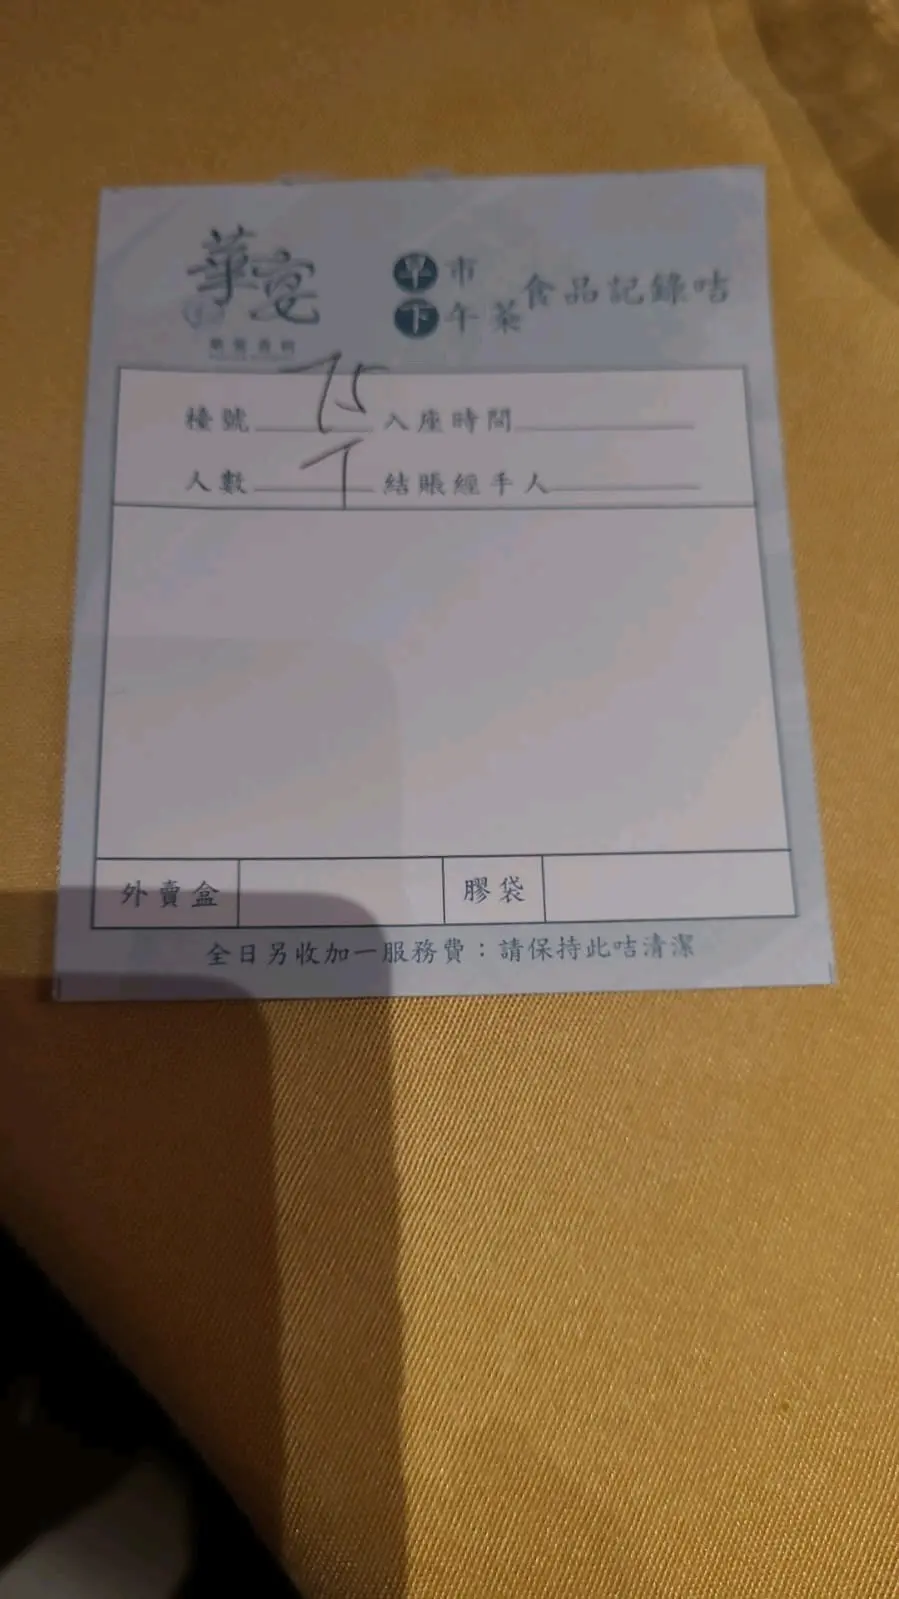 華宴
早市
下午茶
食品記錄咭
檯號 75 入座時間
人數 結賬經手人
外賣盒 膠袋
全日另收加一服務費：請保持此咭清潔